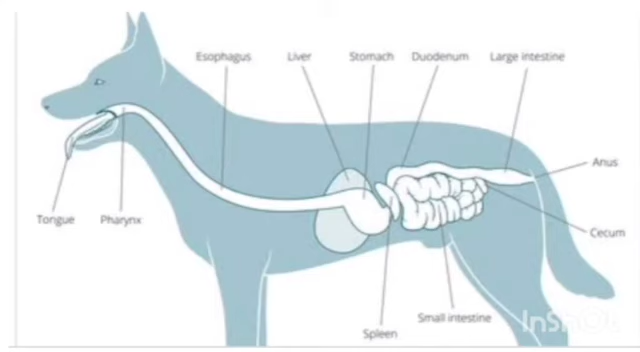 Esophagus
Liver
Stomach
Duodenum
Large intestine
Anus
Tongue
Pharynx
Cecum
Small intestine
Spleen
InShOt